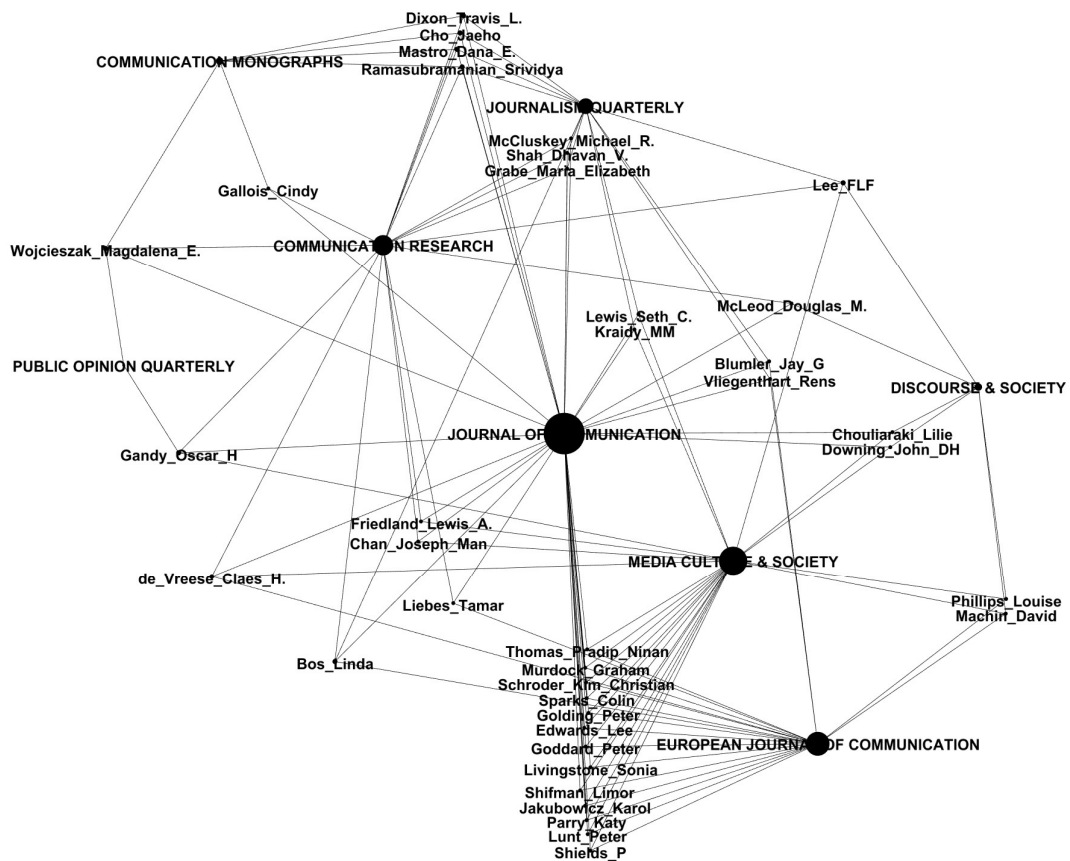 Dixon_Travis_L.
Cho_Jaeho
Mastro_Dana_E.
COMMUNICATION MONOGRAPHS
Ramasubramanian_Srividya
JOURNALISM QUARTERLY
McCluskey_Michael_R.
Shah_Dhavan_V.
Grabe_Maria_Elizabeth
Lee_FLF
Gallois_Cindy
COMMUNICATION RESEARCH
Wojcieszak_Magdalena_E.
McLeod_Douglas_M.
Lewis_Seth_C.
Kraidy_MM
PUBLIC OPINION QUARTERLY
Blumler_Jay_G
Vliegenthart_Rens
DISCOURSE & SOCIETY
JOURNAL OF COMMUNICATION
Chouliaraki_Lilie
Downing_John_DH
Gandy_Oscar_H
Friedland_Lewis_A.
Chan_Joseph_Man
MEDIA CULTURE & SOCIETY
de_Vreese_Claes_H.
Liebes_Tamar
Phillips_Louise
Machin_David
Thomas_Pradip_Ninan
Bos_Linda
Murdock_Graham
Schroder_Kim_Christian
Sparks_Colin
Golding_Peter
Edwards_Lee
EUROPEAN JOURNAL OF COMMUNICATION
Goddard_Peter
Livingstone_Sonia
Shifman_Limor
Jakubowicz_Karol
Parry_Katy
Lunt_Peter
Shields_P